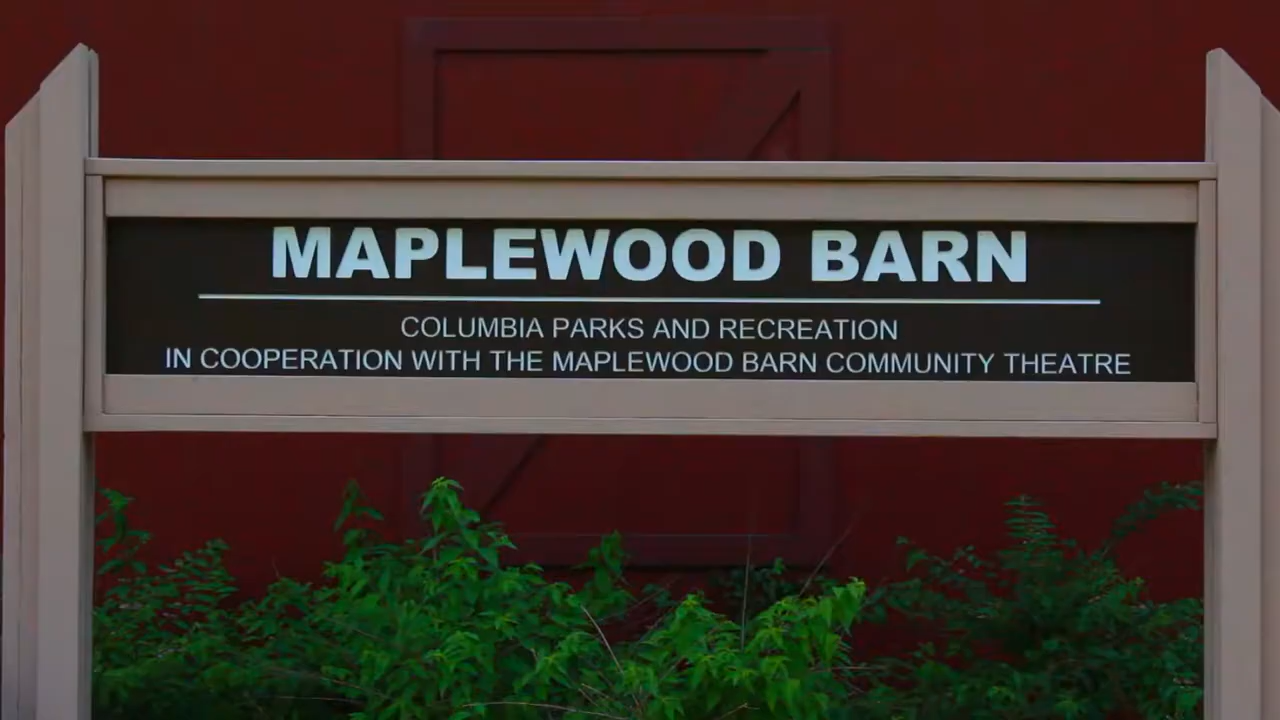 MAPLEWOOD BARN
COLUMBIA PARKS AND RECREATION
IN COOPERATION WITH THE MAPLEWOOD BARN COMMUNITY THEATRE